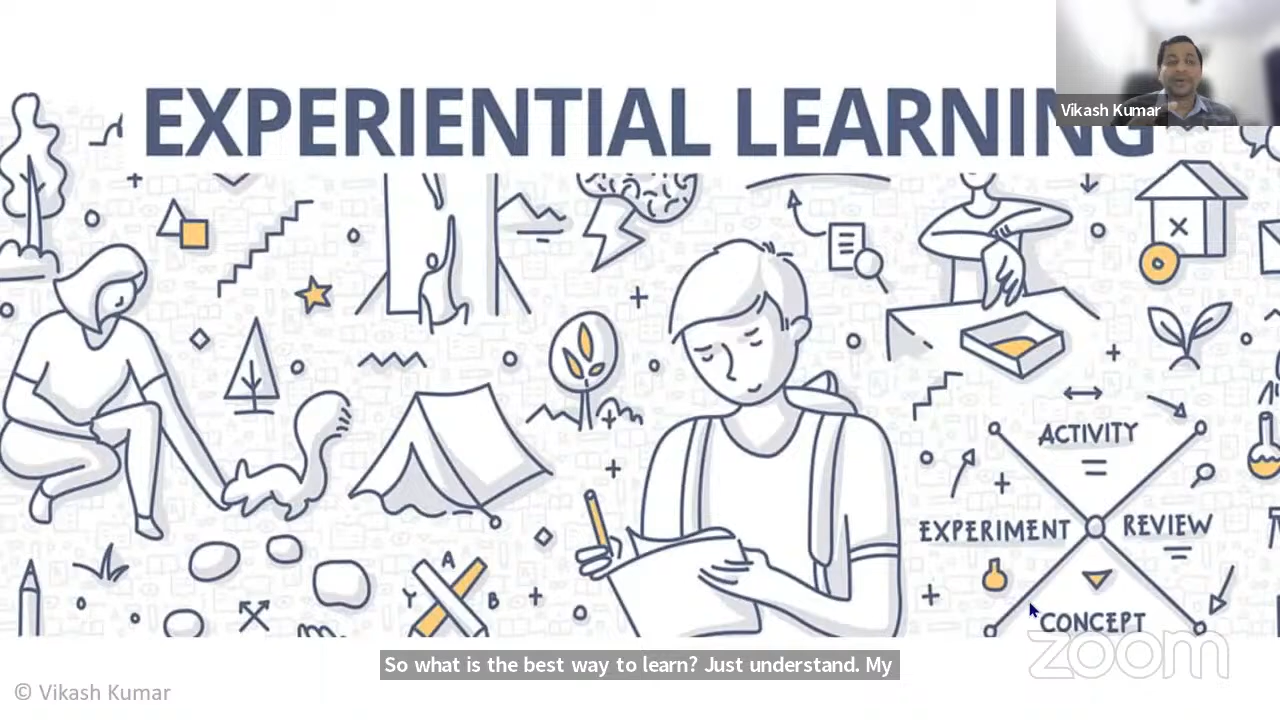 EXPERIENTIAL LEARNING
Vikash Kumar
ACTIVITY
EXPERIMENT
REVIEW
CONCEPT
A
Y
B
So what is the best way to learn? Just understand. My
zoom
© Vikash Kumar